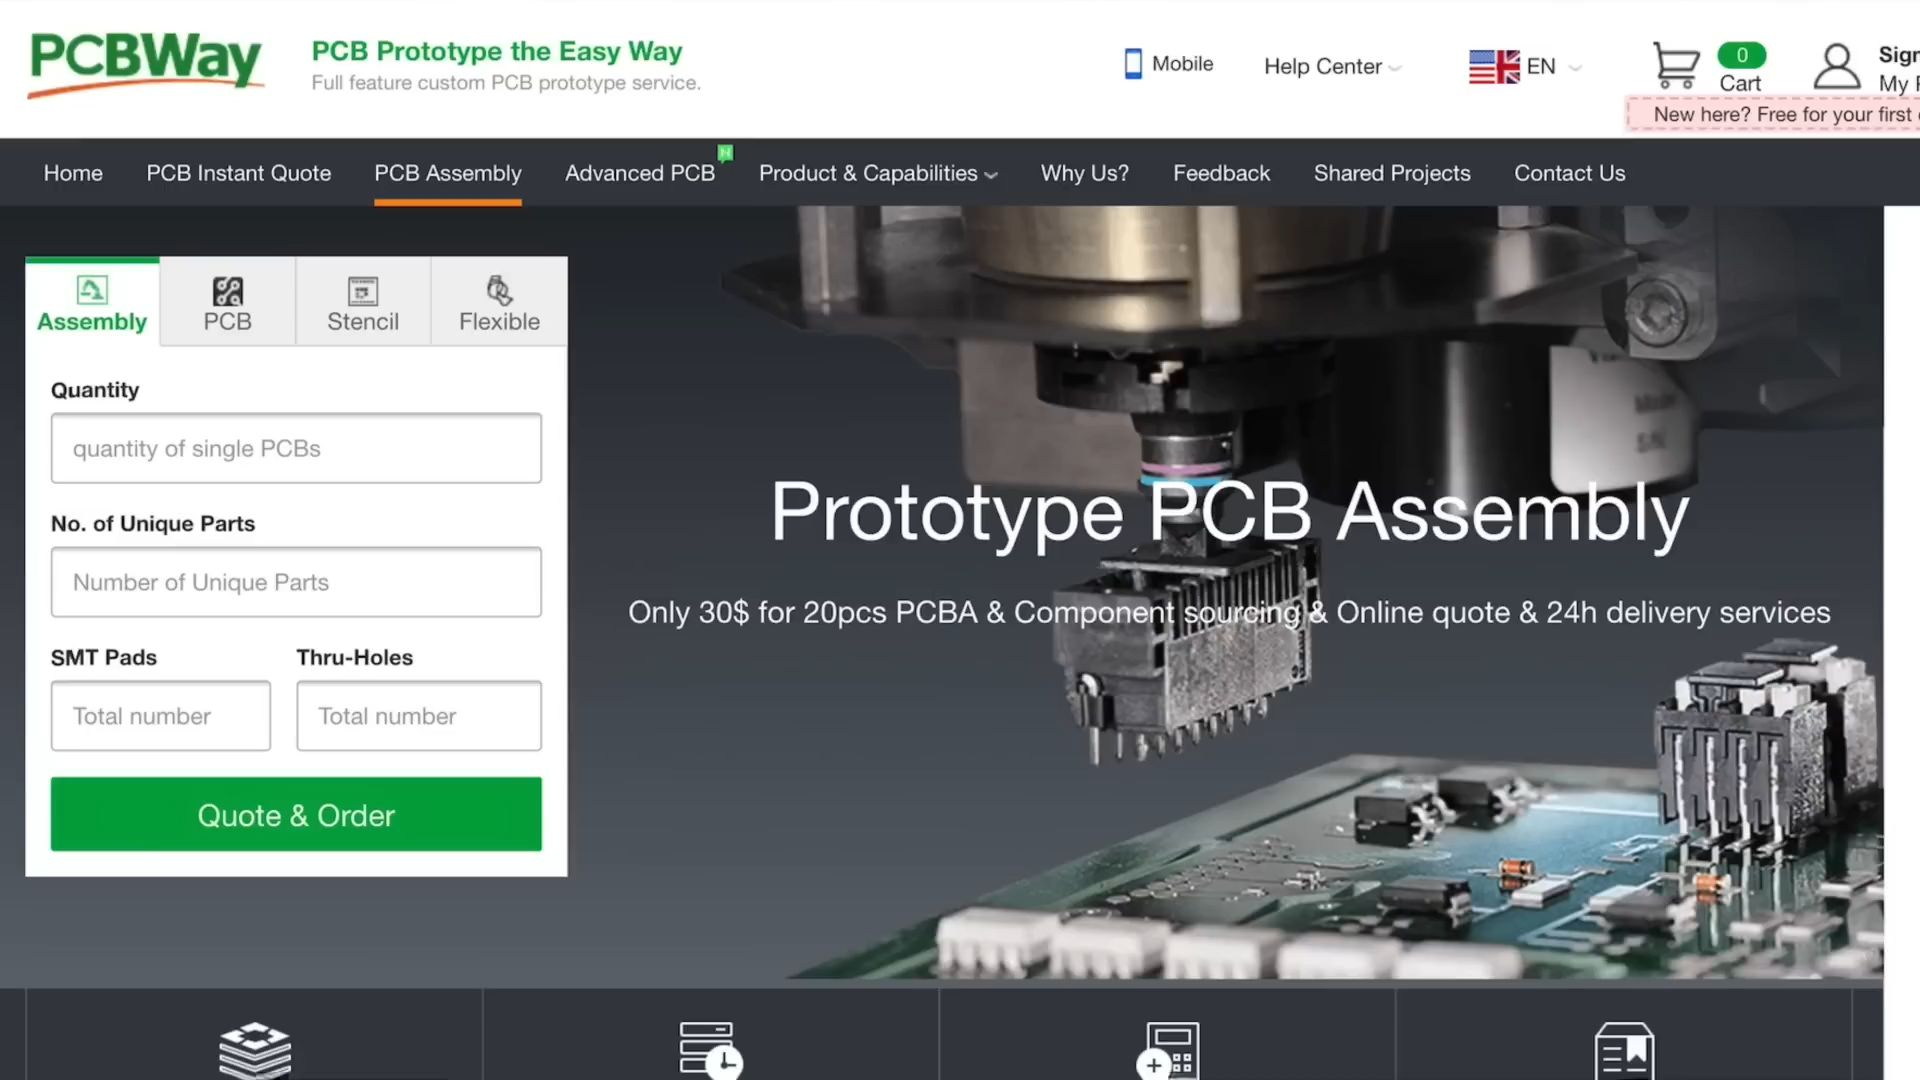 PCBWay
PCB Prototype the Easy Way
Full feature custom PCB prototype service.
Mobile
Help Center
EN
0
Cart
Sign
My
New here? Free for your first
Home
PCB Instant Quote
PCB Assembly
Advanced PCB
N
Product & Capabilities
Why Us?
Feedback
Shared Projects
Contact Us
Assembly
PCB
Stencil
Flexible
Quantity
quantity of single PCBs
No. of Unique Parts
Number of Unique Parts
SMT Pads
Thru-Holes
Total number
Total number
Quote & Order
Prototype PCB Assembly
Only 30$ for 20pcs PCBA & Component sourcing & Online quote & 24h delivery services